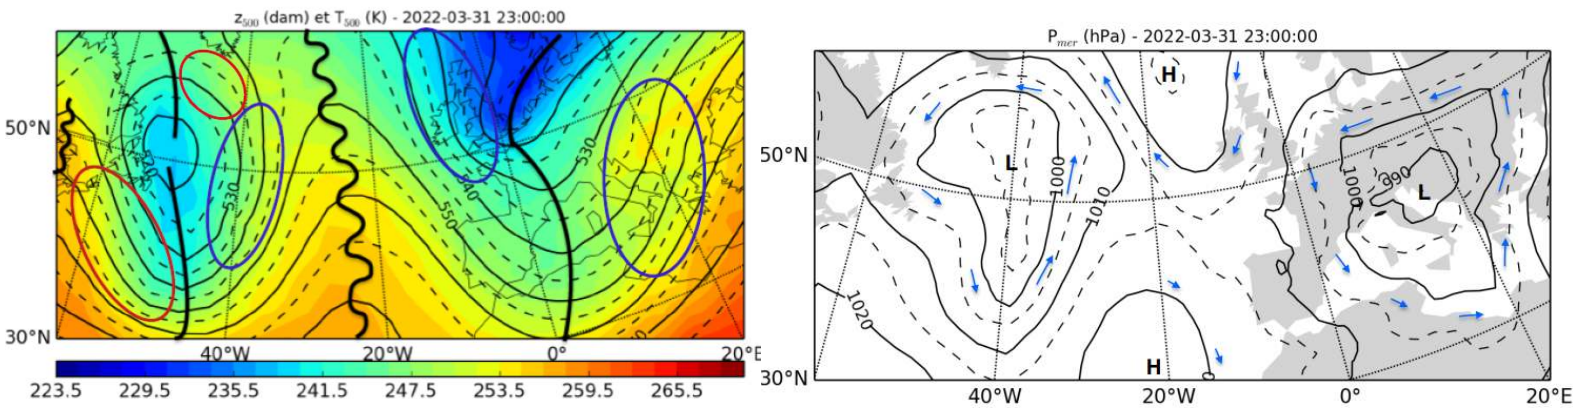 z₅₀₀ (dam) et T₅₀₀ (K) - 2022-03-31 23:00:00
50°N
30°N
530
530
540
550
40°W 20°W 0° 20°E
223.5 229.5 235.5 241.5 247.5 253.5 259.5 265.5
Pₘₑᵣ (hPa) - 2022-03-31 23:00:00
H
50°N
L
1000
1010
1000
990
L
1020
H
30°N
40°W 20°W 0° 20°E